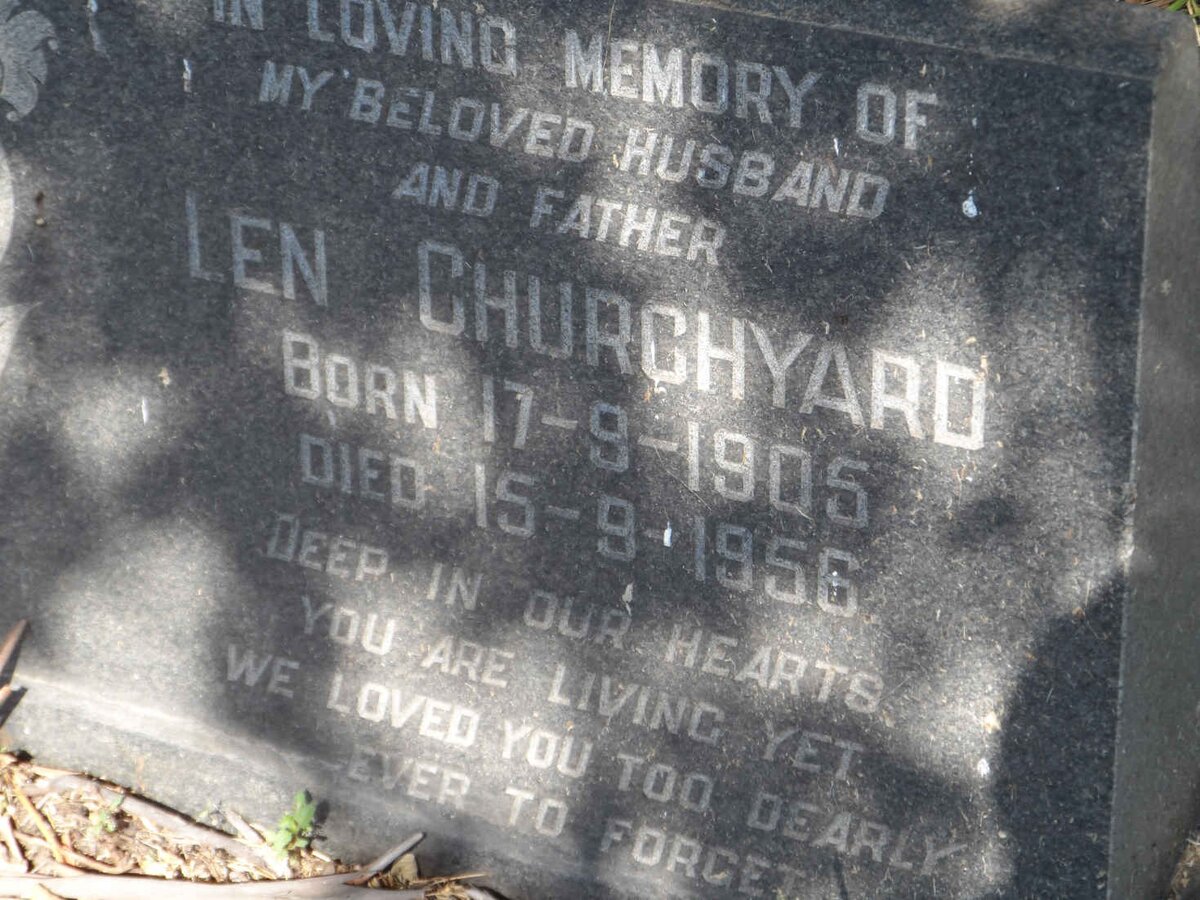 IN LOVING MEMORY OF
MY BELOVED HUSBAND
AND FATHER
LEN CHURCHYARD
BORN 17-9-1905
DIED 15-9-1956
DEEP IN OUR HEARTS
YOU ARE LIVING YET
WE LOVED YOU TOO DEARLY
EVER TO FORGET